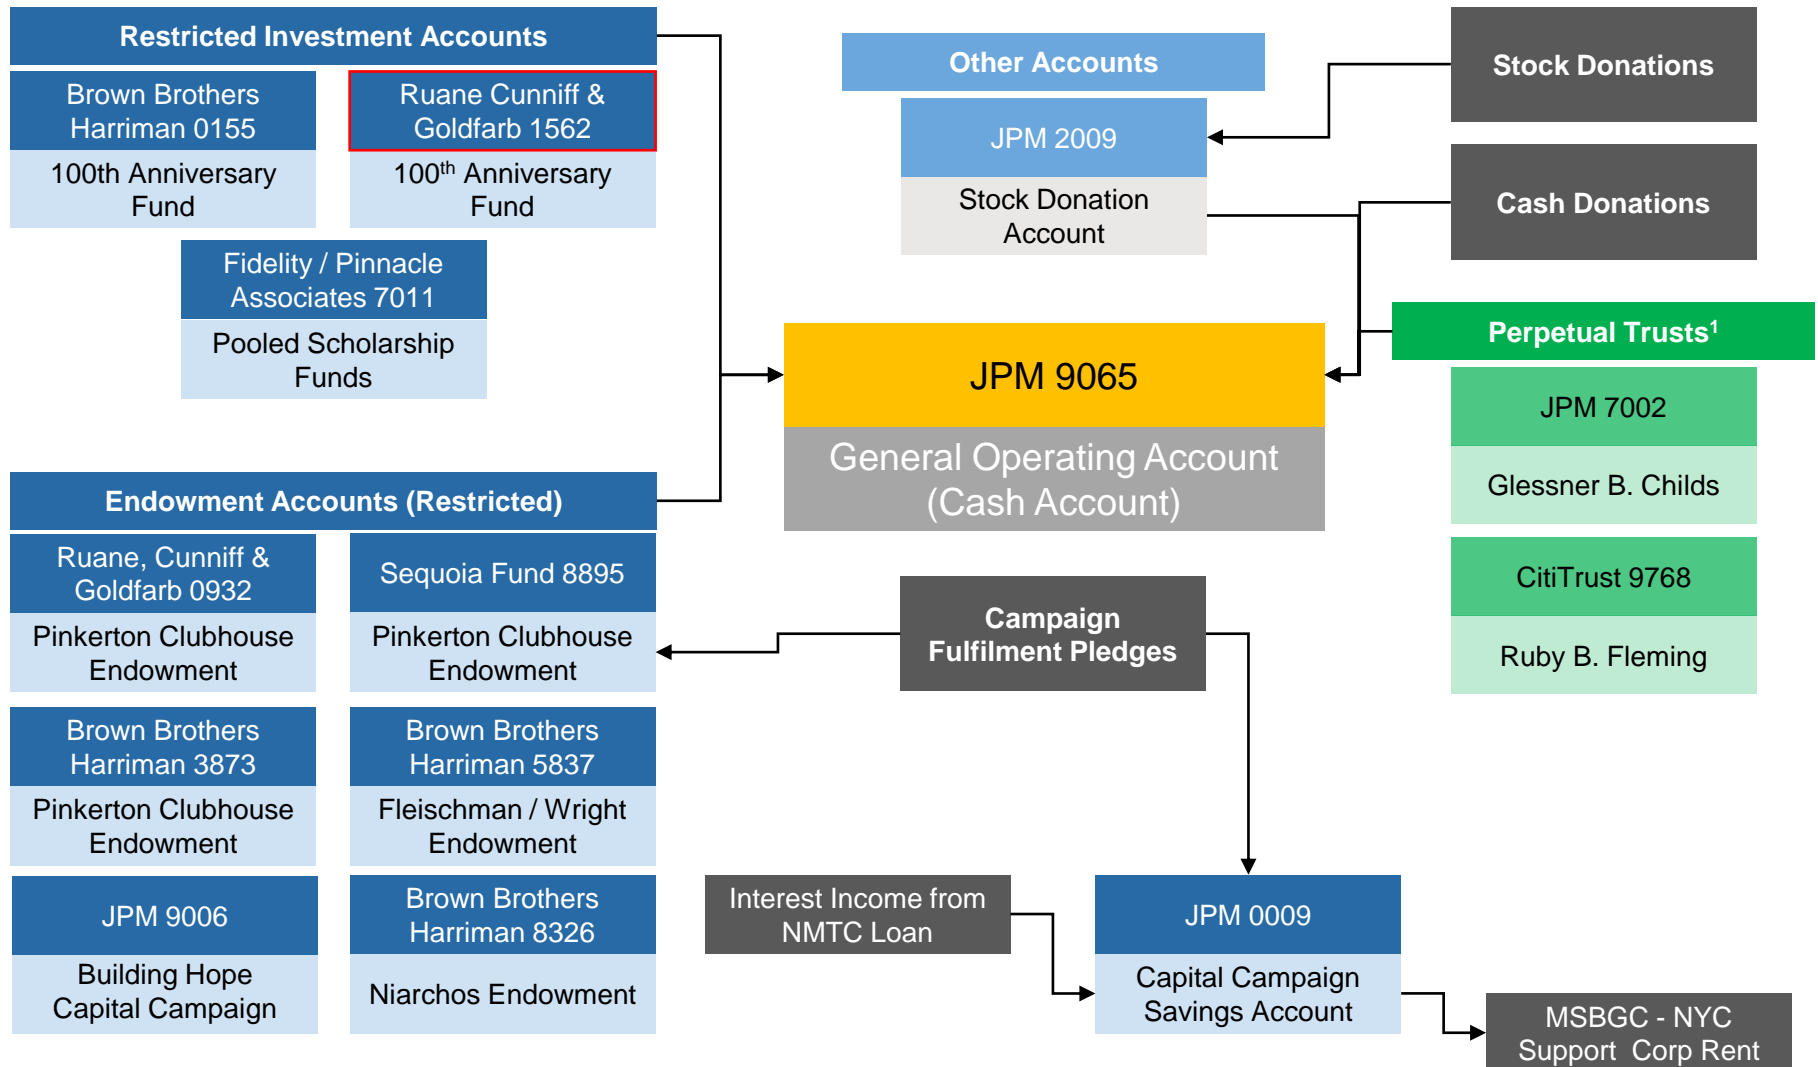 Restricted Investment Accounts
Brown Brothers
Harriman 0155
100th Anniversary
Fund
Ruane Cunniff &
Goldfarb 1562
100th Anniversary
Fund
Fidelity / Pinnacle
Associates 7011
Pooled Scholarship
Funds
Other Accounts
JPM 2009
Stock Donation
Account
Stock Donations
Cash Donations
JPM 9065
General Operating Account
(Cash Account)
Perpetual Trusts¹
JPM 7002
Glessner B. Childs
CitiTrust 9768
Ruby B. Fleming
Endowment Accounts (Restricted)
Ruane, Cunniff &
Goldfarb 0932
Pinkerton Clubhouse
Endowment
Sequoia Fund 8895
Pinkerton Clubhouse
Endowment
Brown Brothers
Harriman 3873
Pinkerton Clubhouse
Endowment
Brown Brothers
Harriman 5837
Fleischman / Wright
Endowment
JPM 9006
Building Hope
Capital Campaign
Brown Brothers
Harriman 8326
Niarchos Endowment
Campaign
Fulfilment Pledges
Interest Income from
NMTC Loan
JPM 0009
Capital Campaign
Savings Account
MSBGC - NYC
Support Corp Rent